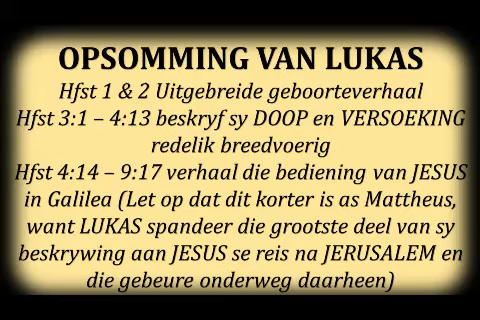 OPSOMMING VAN LUKAS
Hfst 1 & 2 Uitgebreide geboorteverhaal
Hfst 3:1 – 4:13 beskryf sy DOOP en VERSOEKING
redelik breedvoerig
Hfst 4:14 – 9:17 verhaal die bediening van JESUS
in Galilea (Let op dat dit korter is as Mattheus,
want LUKAS spandeer die grootste deel van sy
beskrywing aan JESUS se reis na JERUSALEM en
die gebeure onderweg daarheen)